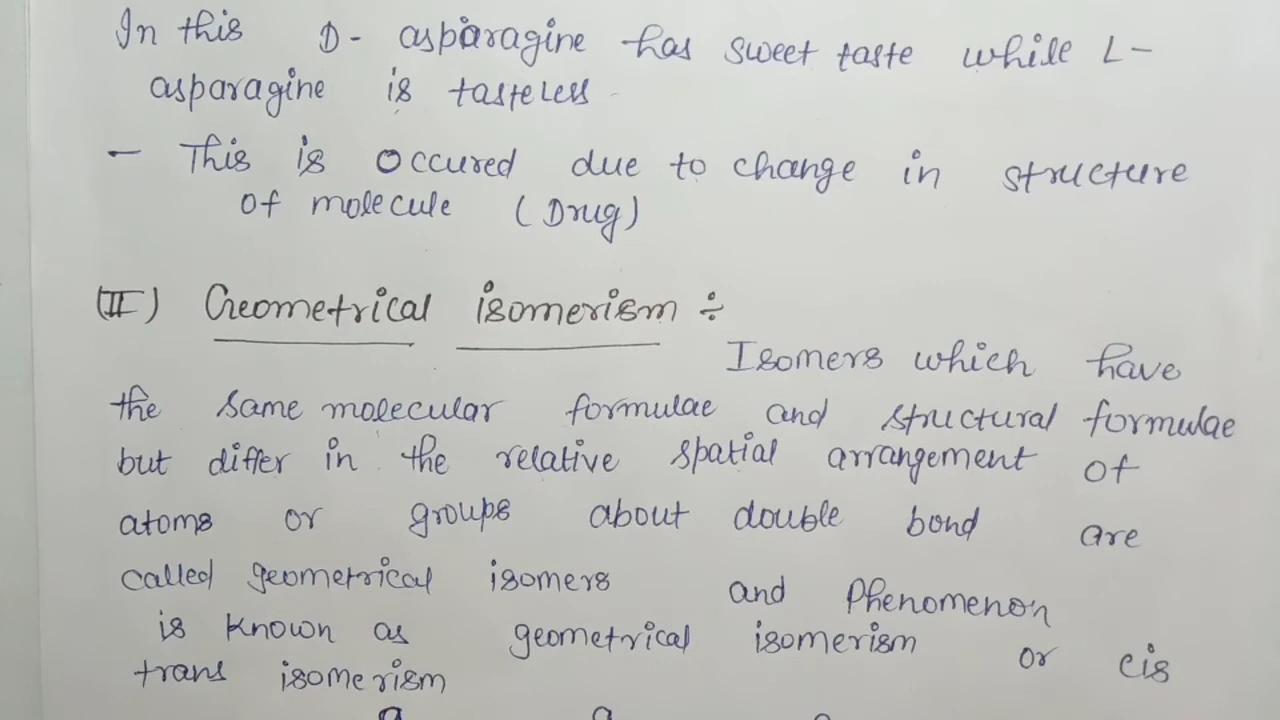 In this D- asparagine has sweet taste while L-
asparagine is tasteless
- This is occured due to change in structure
of molecule (Drug)
(II) Geometrical isomerism ÷
Isomers which have
the same molecular formulae and structural formulae
but differ in the relative spatial arrangement of
atoms or groups about double bond are
called geometrical isomers and Phenomenon
is known as geometrical isomerism or cis
trans isomerism